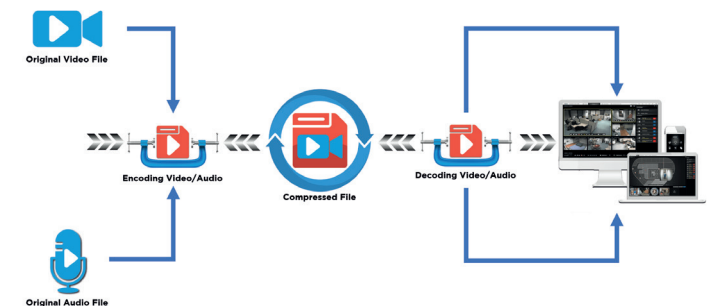 Original Video File
Encoding Video/Audio
Compressed File
Decoding Video/Audio
Original Audio File